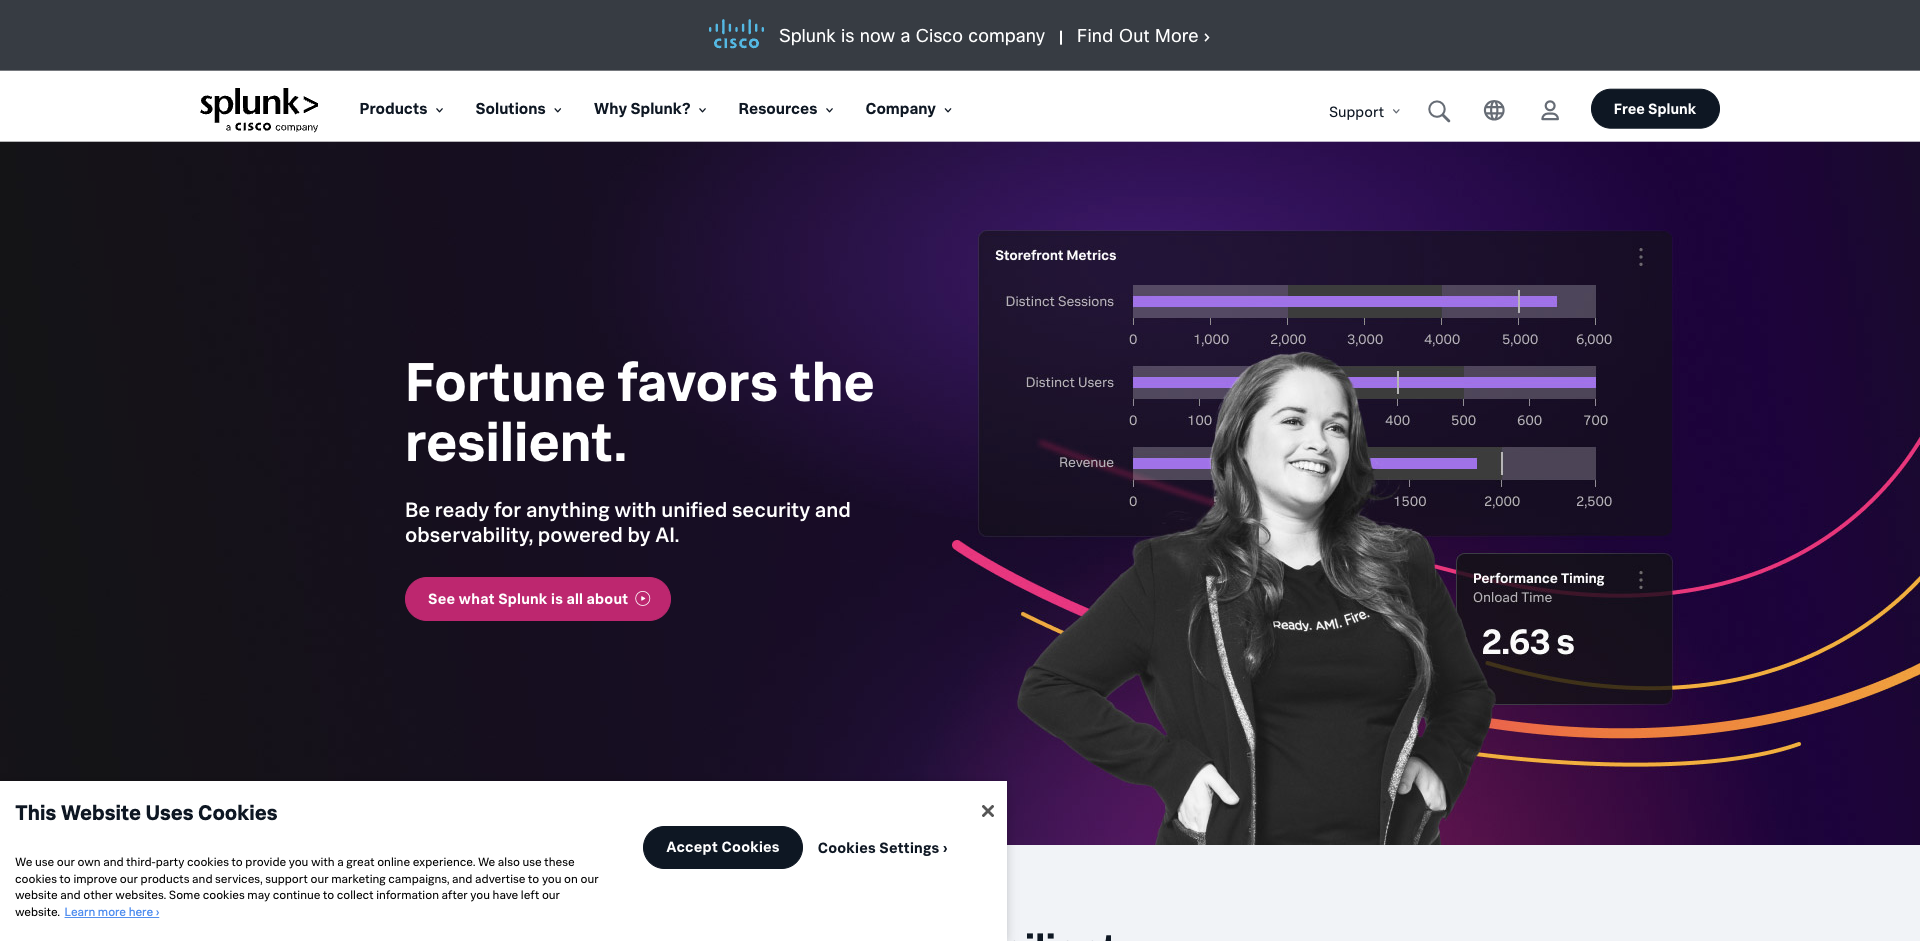 CISCO
Splunk is now a Cisco company | Find Out More ›
splunk>
a CISCO company
Products
Solutions
Why Splunk?
Resources
Company
Support
Free Splunk
Fortune favors the
resilient.
Be ready for anything with unified security and
observability, powered by AI.
See what Splunk is all about
Storefront Metrics
Distinct Sessions
0 1,000 2,000 3,000 4,000 5,000 6,000
Distinct Users
0 100 400 500 600 700
Revenue
0 1500 2,000 2,500
Performance Timing
Onload Time
2.63 s
Ready. AMI. Fire.
This Website Uses Cookies
We use our own and third-party cookies to provide you with a great online experience. We also use these
cookies to improve our products and services, support our marketing campaigns, and advertise to you on our
website and other websites. Some cookies may continue to collect information after you have left our
website. Learn more here ›
Accept Cookies
Cookies Settings ›